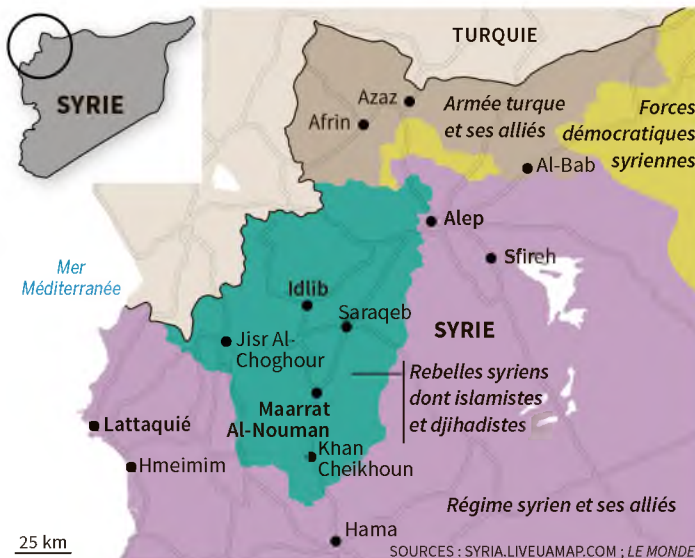 SYRIE
TURQUIE
Azaz
Afrin
Armée turque
et ses alliés
Forces
démocratiques
syriennes
Al-Bab
Alep
Sfireh
Mer
Méditerranée
Idlib
Saraqeb
SYRIE
Jisr Al-
Choghour
Rebelles syriens
dont islamistes
et djihadistes
Maarrat
Al-Nouman
Lattaquié
Khan
Cheikhoun
Hmeimim
Régime syrien et ses alliés
Hama
25 km
SOURCES : SYRIA.LIVEUAMAP.COM ; LE MONDE